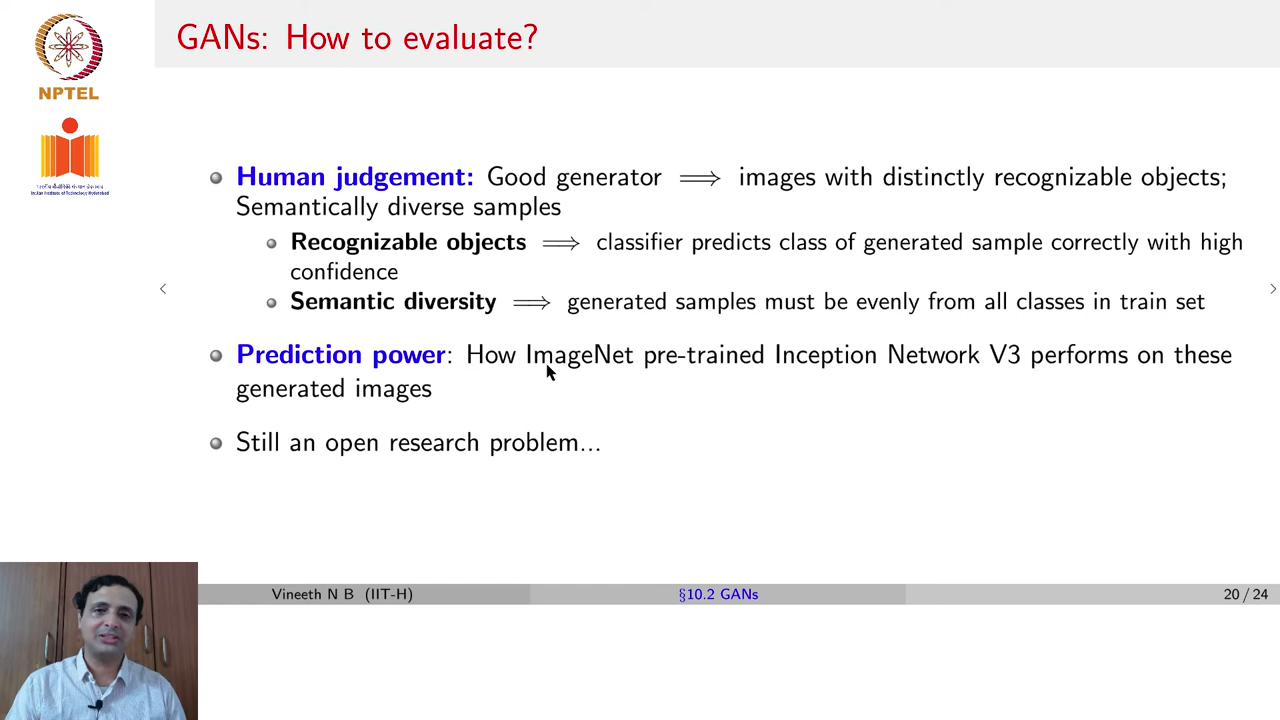 GANs: How to evaluate?
NPTEL
Human judgement: Good generator ⟹ images with distinctly recognizable objects;
Semantically diverse samples
Recognizable objects ⟹ classifier predicts class of generated sample correctly with high
confidence
Semantic diversity ⟹ generated samples must be evenly from all classes in train set
Prediction power: How ImageNet pre-trained Inception Network V3 performs on these
generated images
Still an open research problem...
Vineeth N B (IIT-H) §10.2 GANs 20 / 24